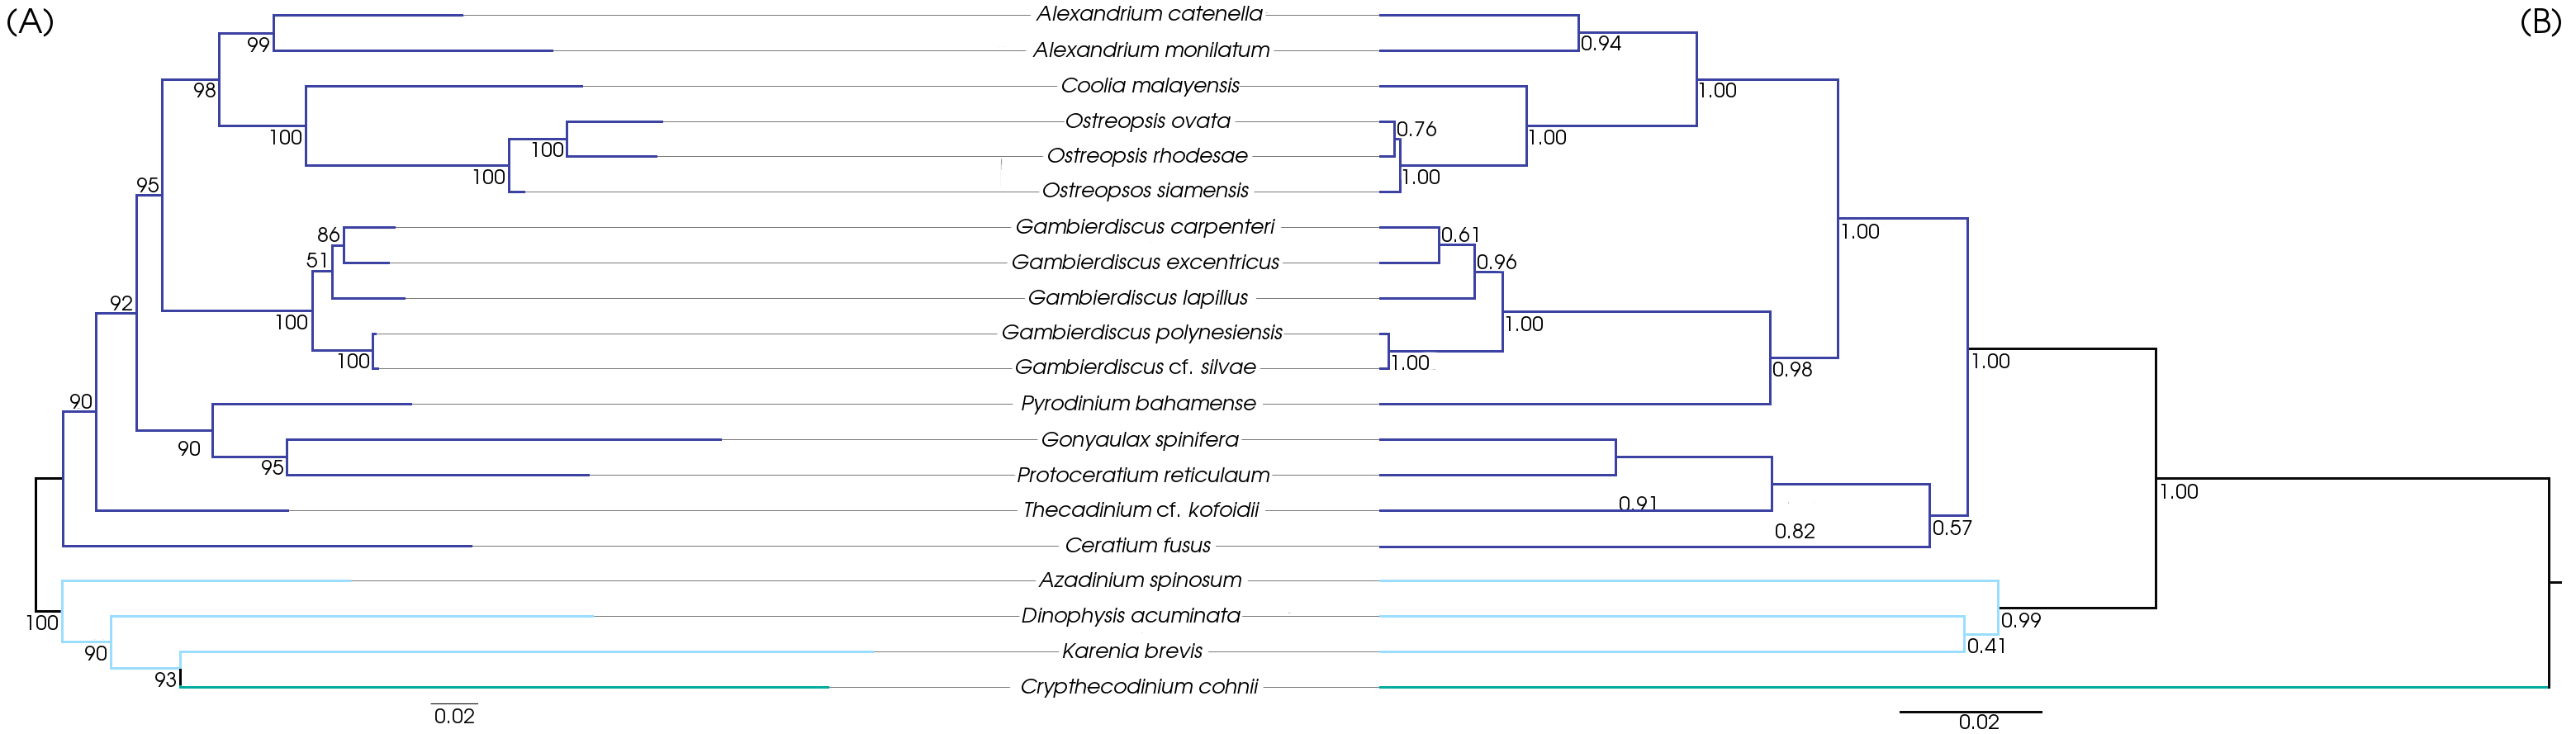 (A)
(B)
Alexandrium catenella
99
0.94
Alexandrium monilatum
98
1.00
Coolia malayensis
100
1.00
Ostreopsis ovata
0.76
100
Ostreopsis rhodesae
100
1.00
Ostreopsos siamensis
95
Gambierdiscus carpenteri
86
0.61
1.00
51
Gambierdiscus excentricus
0.96
92
Gambierdiscus lapillus
100
1.00
Gambierdiscus polynesiensis
100
Gambierdiscus cf. silvae
1.00
0.98
1.00
90
Pyrodinium bahamense
90
Gonyaulax spinifera
95
Protoceratium reticulaum
1.00
0.91
Thecadinium cf. kofoidii
0.82
0.57
Ceratium fusus
Azadinium spinosum
100
Dinophysis acuminata
0.99
90
Karenia brevis
0.41
93
Crypthecodinium cohnii
0.02
0.02